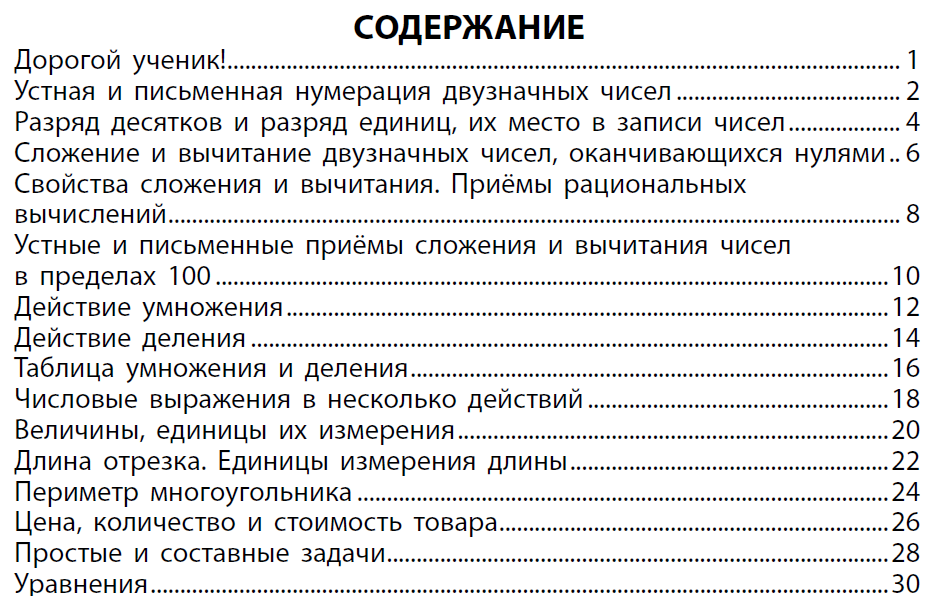 СОДЕРЖАНИЕ
Дорогой ученик!.......... 1
Устная и письменная нумерация двузначных чисел.......... 2
Разряд десятков и разряд единиц, их место в записи чисел.......... 4
Сложение и вычитание двузначных чисел, оканчивающихся нулями.. 6
Свойства сложения и вычитания. Приёмы рациональных
вычислений.......... 8
Устные и письменные приёмы сложения и вычитания чисел
в пределах 100.......... 10
Действие умножения.......... 12
Действие деления.......... 14
Таблица умножения и деления.......... 16
Числовые выражения в несколько действий.......... 18
Величины, единицы их измерения.......... 20
Длина отрезка. Единицы измерения длины.......... 22
Периметр многоугольника.......... 24
Цена, количество и стоимость товара.......... 26
Простые и составные задачи.......... 28
Уравнения.......... 30